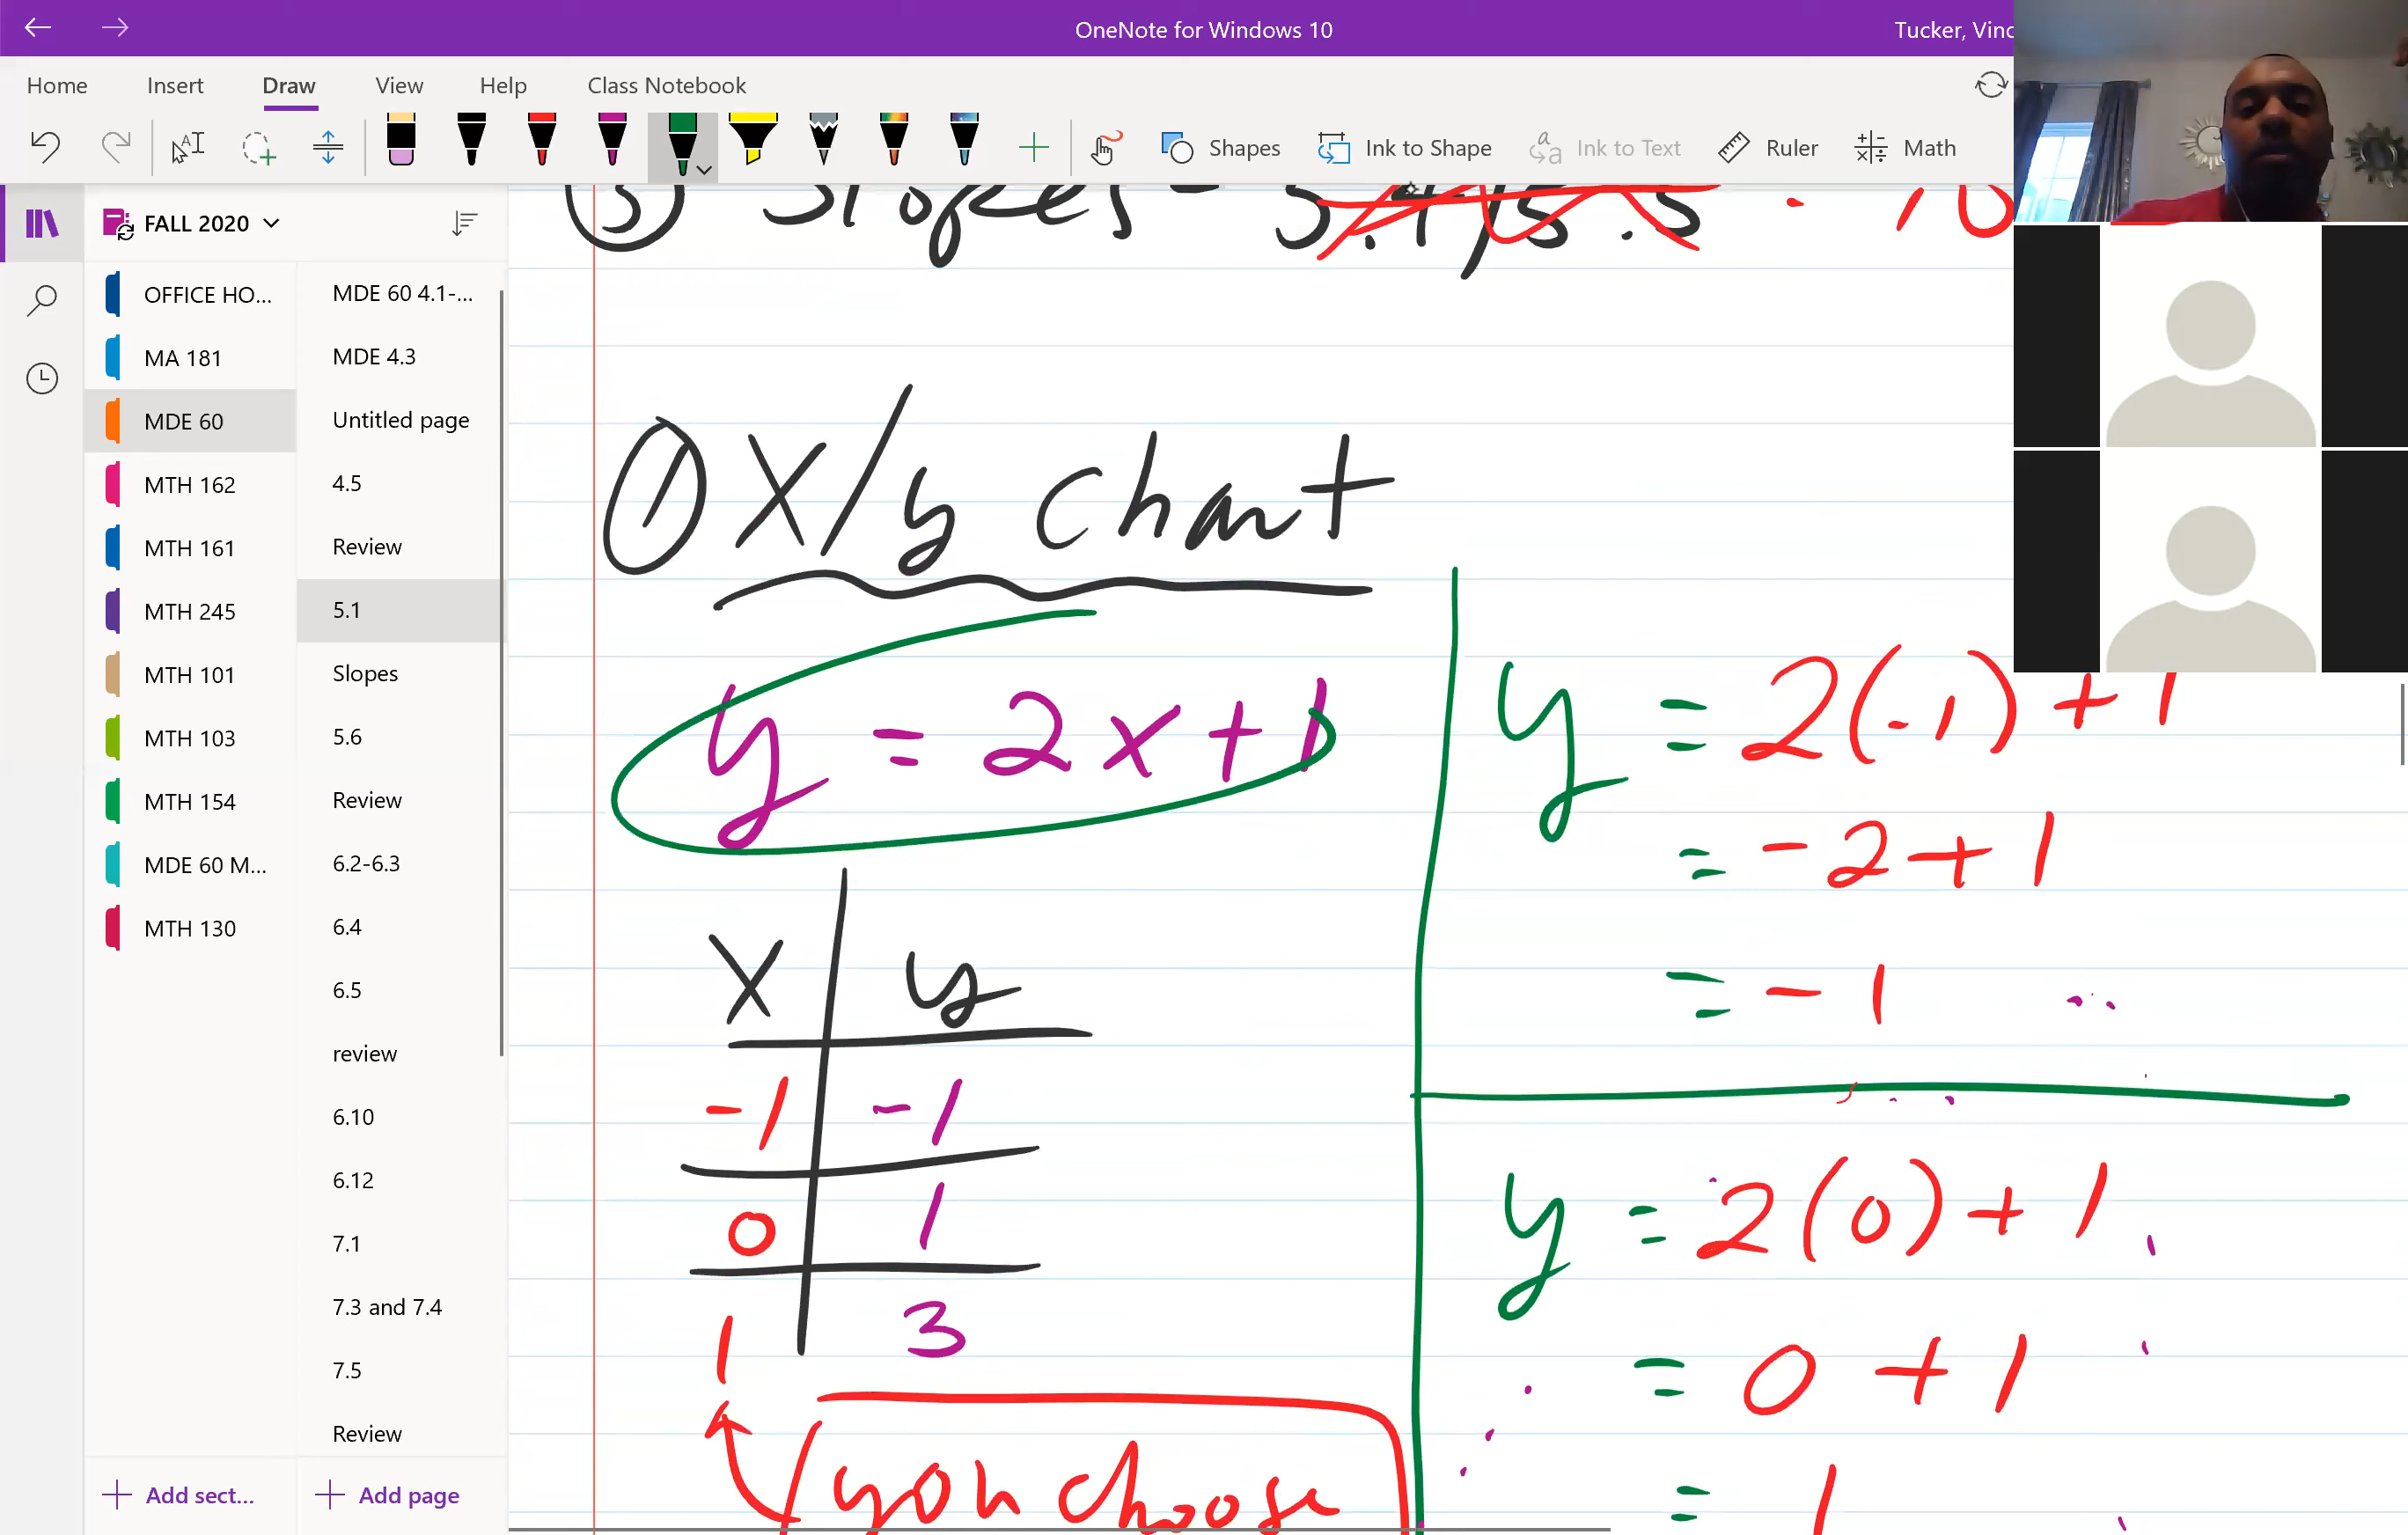 OneNote for Windows 10
Tucker, Vinc
Home Insert Draw View Help Class Notebook
Shapes Ink to Shape Ink to Text Ruler Math
FALL 2020
OFFICE HO...
MA 181
MDE 60
MTH 162
MTH 161
MTH 245
MTH 101
MTH 103
MTH 154
MDE 60 M...
MTH 130
Add sect...
MDE 60 4.1-...
MDE 4.3
Untitled page
4.5
Review
5.1
Slopes
5.6
Review
6.2-6.3
6.4
6.5
review
6.10
6.12
7.1
7.3 and 7.4
7.5
Review
Add page
③ Slopes - 5.4/5.5
① X/y Chart
y = 2x + 1
X y
-1 -1
0 1
1 3
you choose
y = 2(-1) + 1
= -2 + 1
= -1
y = 2(0) + 1
= 0 + 1
= 1